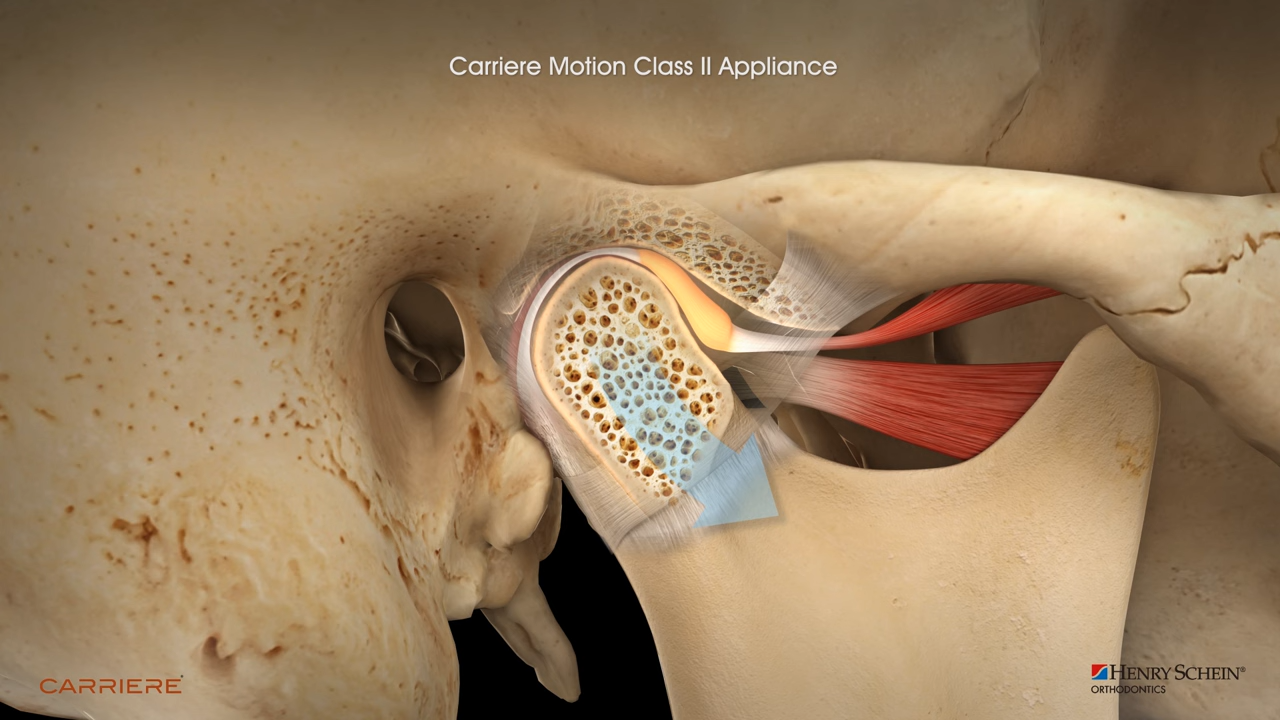 Carriere Motion Class II Appliance
CARRIERE
HENRY SCHEIN®
ORTHODONTICS